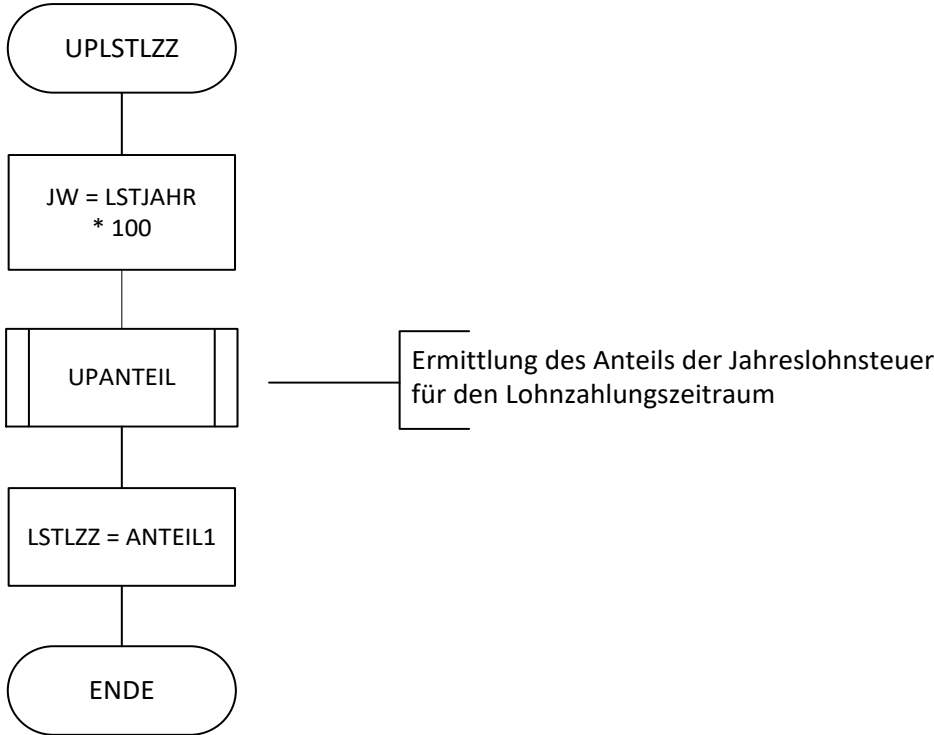 UPLSTLZZ
JW = LSTJAHR
* 100
UPANTEIL
Ermittlung des Anteils der Jahreslohnsteuer
für den Lohnzahlungszeitraum
LSTLZZ = ANTEIL1
ENDE